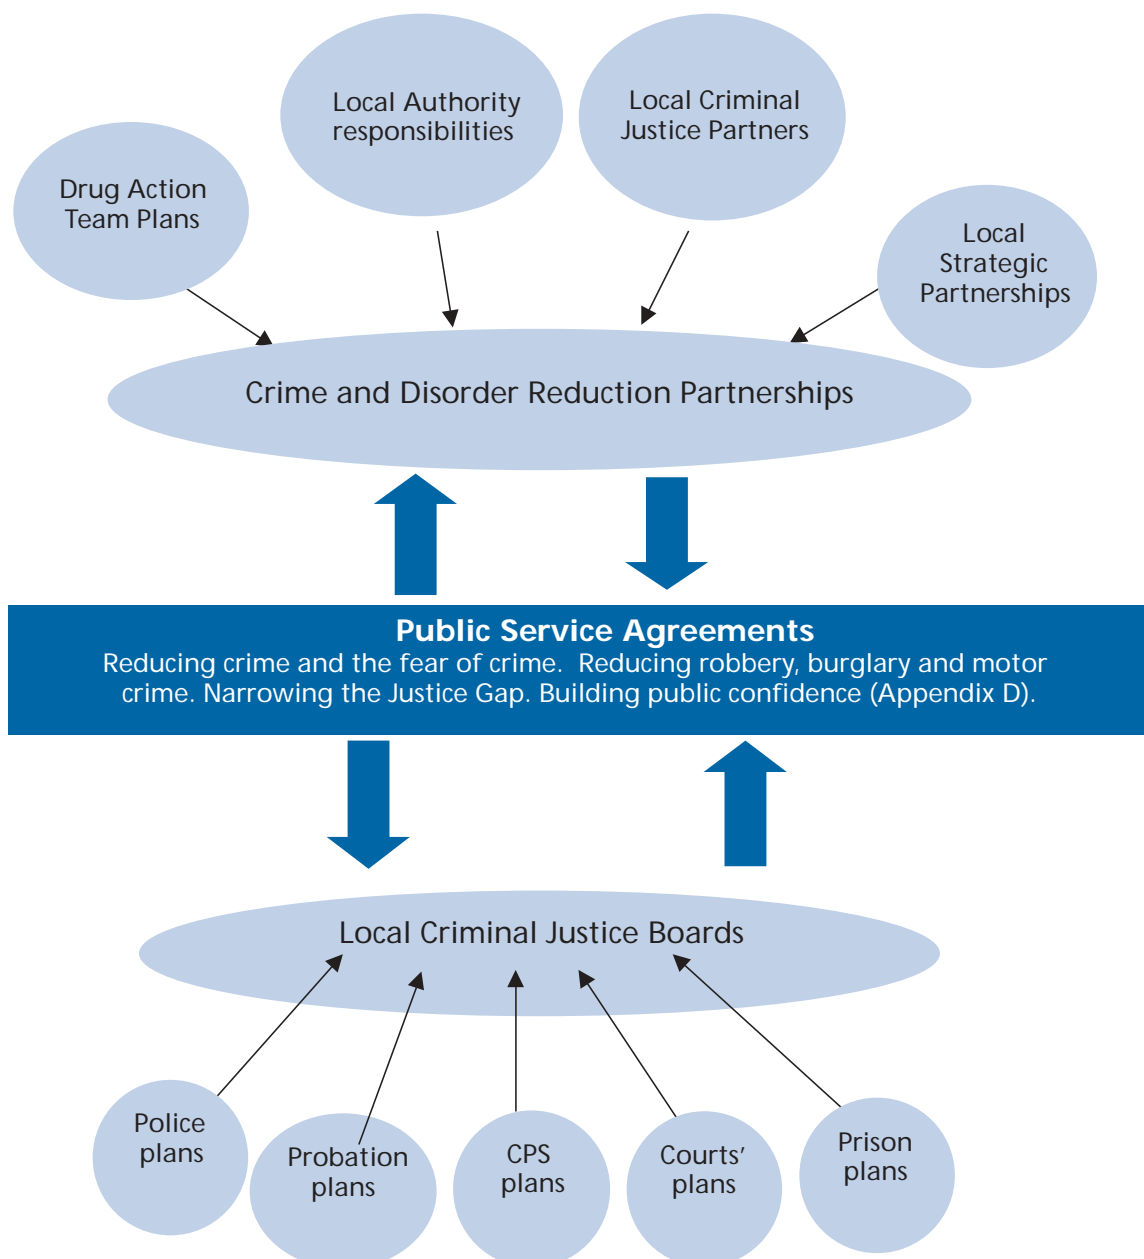 Local Authority
responsibilities
Local Criminal
Justice Partners
Drug Action
Team Plans
Local
Strategic
Partnerships
Crime and Disorder Reduction Partnerships
Public Service Agreements
Reducing crime and the fear of crime. Reducing robbery, burglary and motor
crime. Narrowing the Justice Gap. Building public confidence (Appendix D).
Local Criminal Justice Boards
Police
plans
Probation
plans
CPS
plans
Courts’
plans
Prison
plans